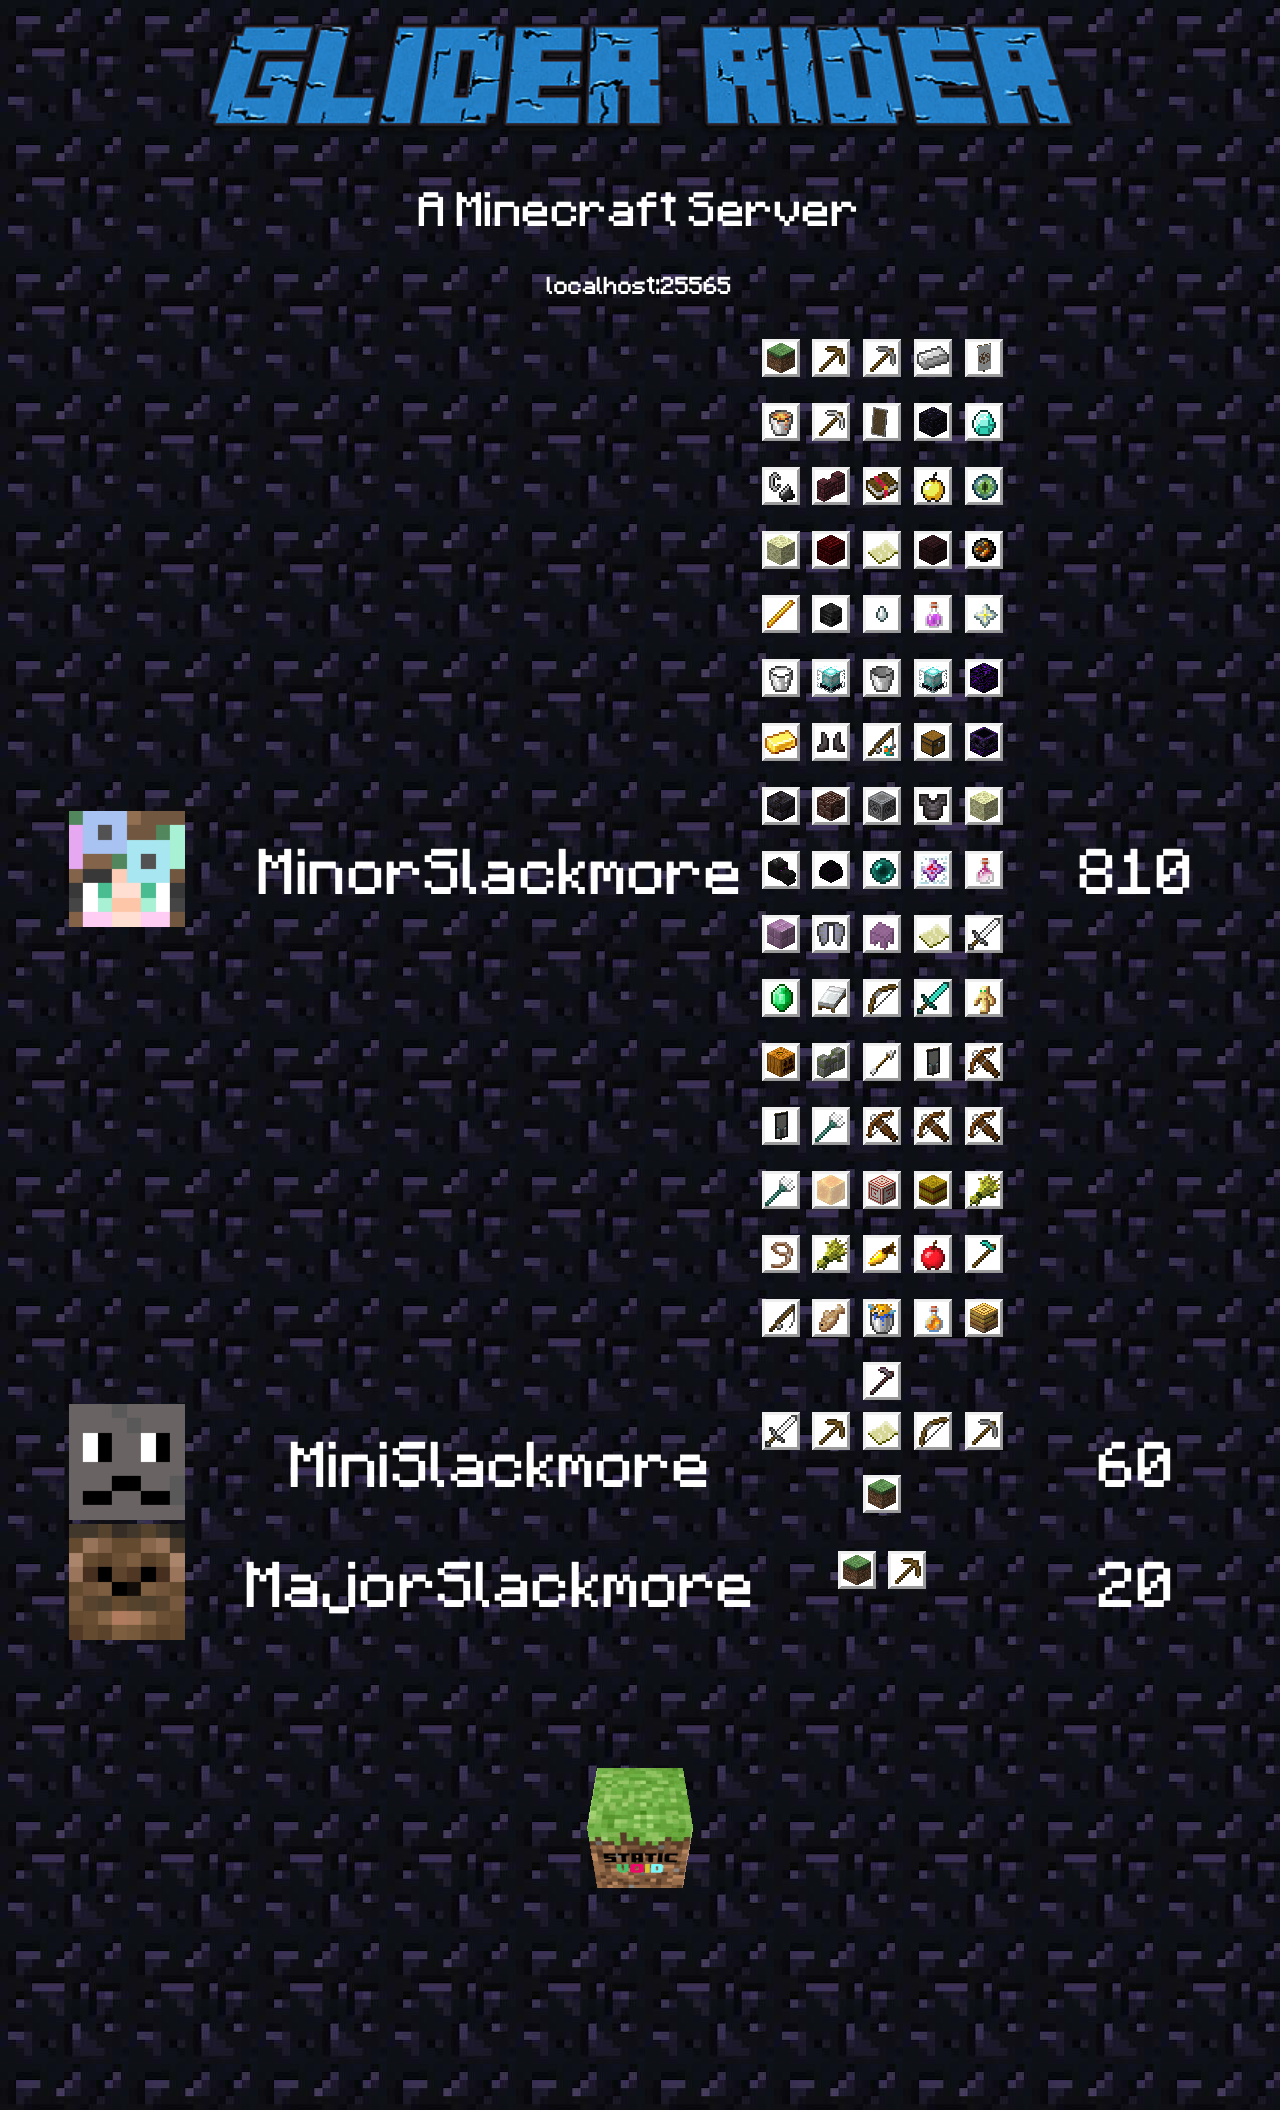 GLIDER RIDER
A Minecraft Server
localhost:25565
MinorSlackmore 810
MiniSlackmore 60
MajorSlackmore 20
STATIC
VOID